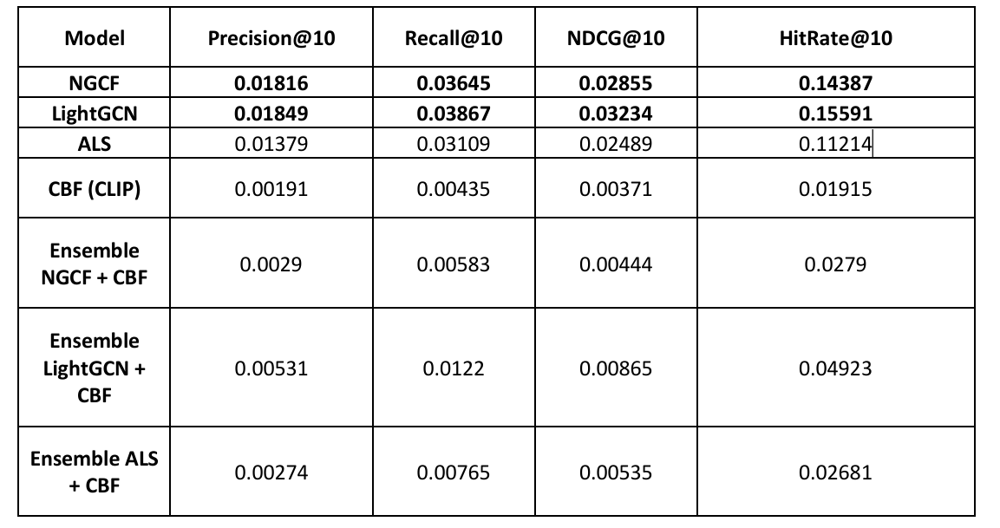 Model Precision@10 Recall@10 NDCG@10 HitRate@10
NGCF 0.01816 0.03645 0.02855 0.14387
LightGCN 0.01849 0.03867 0.03234 0.15591
ALS 0.01379 0.03109 0.02489 0.11214
CBF (CLIP) 0.00191 0.00435 0.00371 0.01915
Ensemble
NGCF + CBF 0.0029 0.00583 0.00444 0.0279
Ensemble
LightGCN + 0.00531 0.0122 0.00865 0.04923
CBF
Ensemble ALS
+ CBF 0.00274 0.00765 0.00535 0.02681